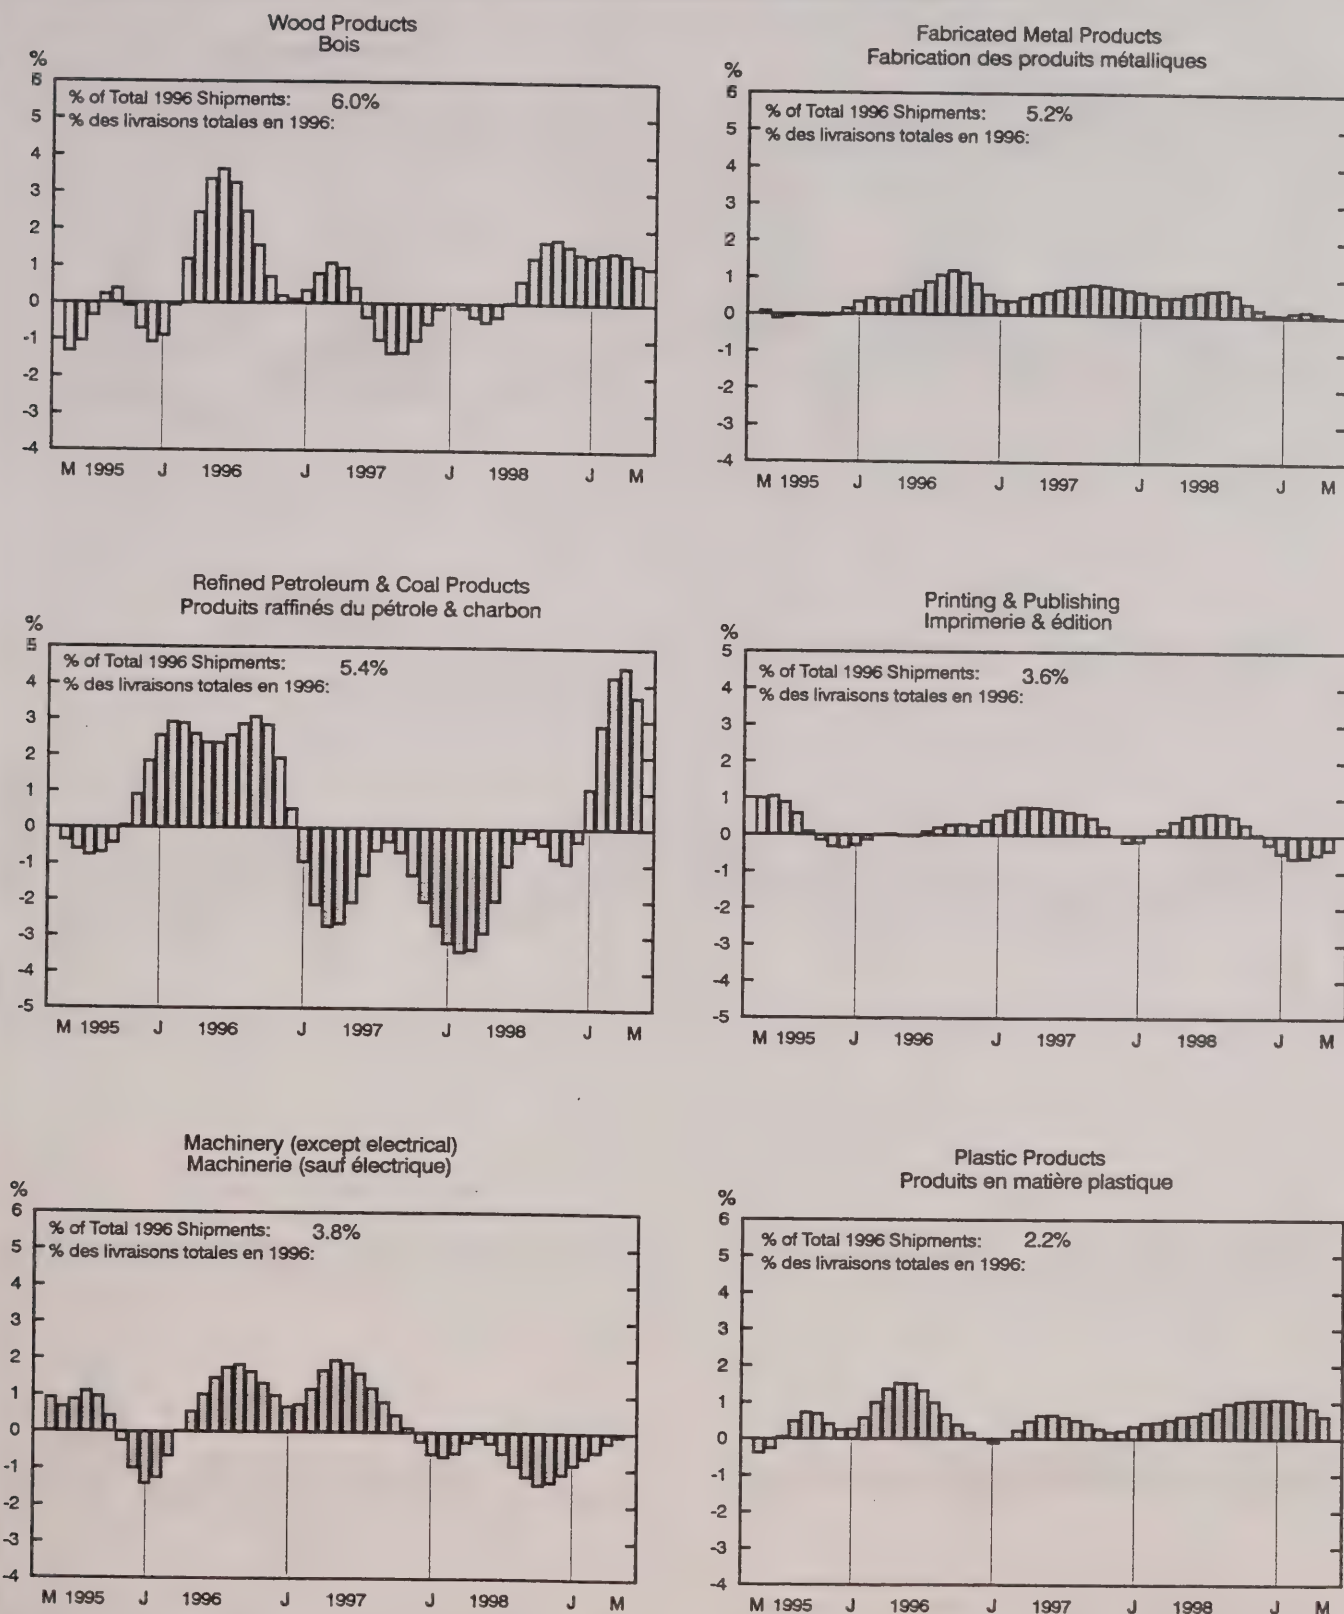 Wood Products
Bois
%
6
% of Total 1996 Shipments: 6.0%
5
% des livraisons totales en 1996:
4
3
2
1
0
-1
-2
-3
-4
M 1995 J 1996 J 1997 J 1998 J M
Fabricated Metal Products
Fabrication des produits métalliques
%
6
% of Total 1996 Shipments: 5.2%
5
% des livraisons totales en 1996:
4
3
2
1
0
-1
-2
-3
-4
M 1995 J 1996 J 1997 J 1998 J M
Refined Petroleum & Coal Products
Produits raffinés du pétrole & charbon
%
5
% of Total 1996 Shipments: 5.4%
4
% des livraisons totales en 1996:
3
2
1
0
-1
-2
-3
-4
-5
M 1995 J 1996 J 1997 J 1998 J M
Printing & Publishing
Imprimerie & édition
%
5
% of Total 1996 Shipments: 3.6%
4
% des livraisons totales en 1996:
3
2
1
0
-1
-2
-3
-4
-5
M 1995 J 1996 J 1997 J 1998 J M
Machinery (except electrical)
Machinerie (sauf électrique)
%
6
% of Total 1996 Shipments: 3.8%
5
% des livraisons totales en 1996:
4
3
2
1
0
-1
-2
-3
-4
M 1995 J 1996 J 1997 J 1998 J M
Plastic Products
Produits en matière plastique
%
6
% of Total 1996 Shipments: 2.2%
5
% des livraisons totales en 1996:
4
3
2
1
0
-1
-2
-3
-4
M 1995 J 1996 J 1997 J 1998 J M